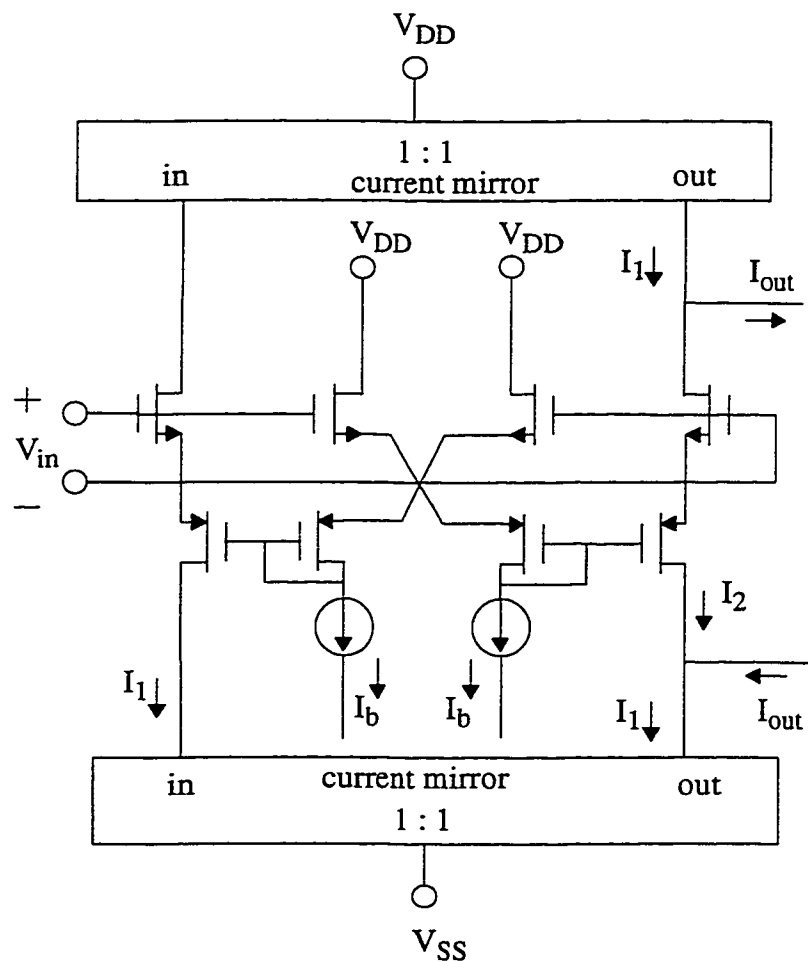 V_DD
1 : 1
in current mirror out
V_DD V_DD
I_1 I_out
+
V_in
−
I_2
I_1 I_b I_b I_1 I_out
in current mirror out
1 : 1
V_SS